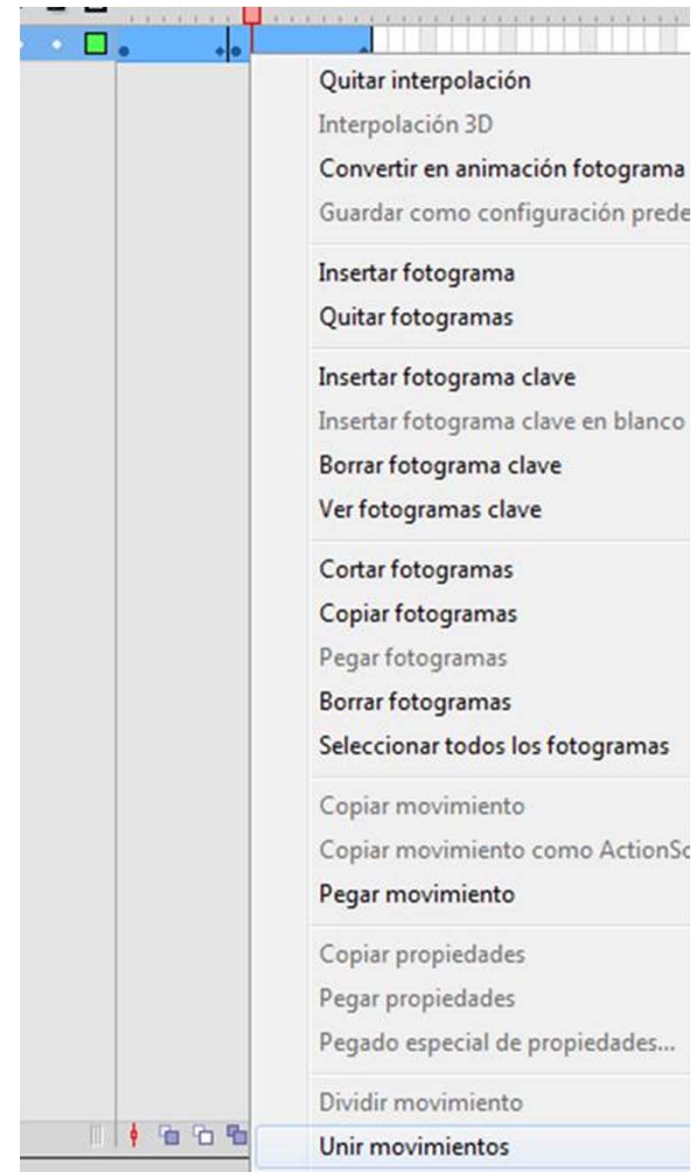 Quitar interpolación
Interpolación 3D
Convertir en animación fotograma
Guardar como configuración prede
Insertar fotograma
Quitar fotogramas
Insertar fotograma clave
Insertar fotograma clave en blanco
Borrar fotograma clave
Ver fotogramas clave
Cortar fotogramas
Copiar fotogramas
Pegar fotogramas
Borrar fotogramas
Seleccionar todos los fotogramas
Copiar movimiento
Copiar movimiento como ActionSc
Pegar movimiento
Copiar propiedades
Pegar propiedades
Pegado especial de propiedades...
Dividir movimiento
Unir movimientos